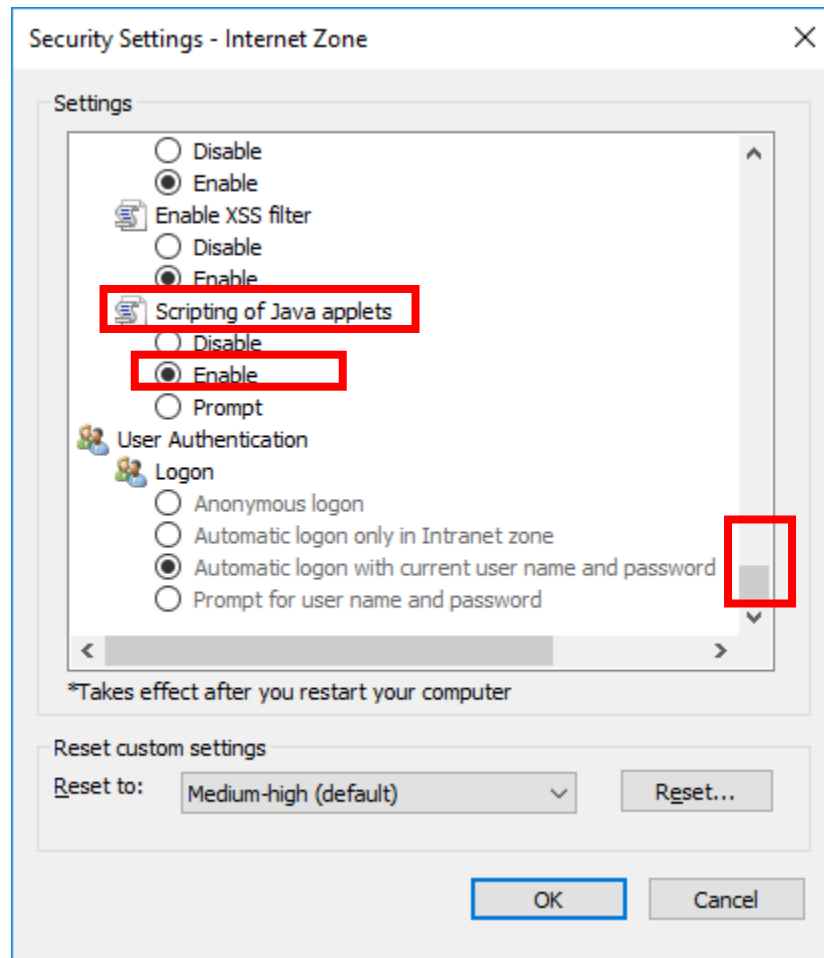 Security Settings - Internet Zone
Settings
Disable
Enable
Enable XSS filter
Disable
Enable
Scripting of Java applets
Disable
Enable
Prompt
User Authentication
Logon
Anonymous logon
Automatic logon only in Intranet zone
Automatic logon with current user name and password
Prompt for user name and password
*Takes effect after you restart your computer
Reset custom settings
Reset to: Medium-high (default) Reset...
OK Cancel